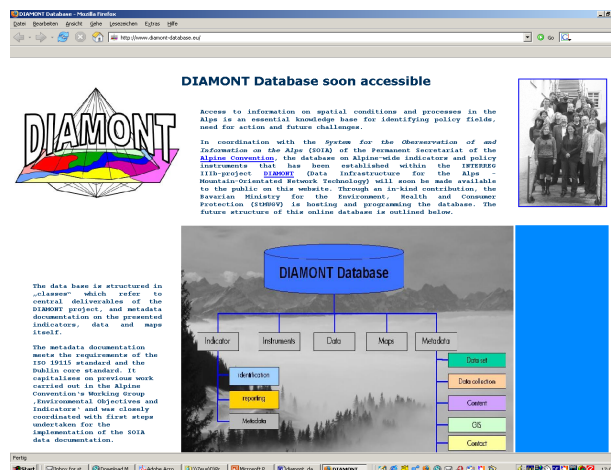 DIAMONT Database - Mozilla Firefox
Datei Bearbeiten Ansicht Gehe Lesezeichen Extras Hilfe
http://www.diamont-database.eu/
Go
DIAMONT Database soon accessible
DIAMONT
Access to information on spatial conditions and processes in the
Alps is an essential knowledge base for identifying policy fields,
need for action and future challenges.
In coordination with the System for the Oberservation of and
Information on the Alps (SOIA) of the Permanent Secretariat of the
Alpine Convention, the database on Alpine-wide indicators and policy
instruments that has been established within the INTERREG
IIIb-project DIAMONT (Data Infrastructure for the Alps -
Mountain-Orientated Network Technology) will soon be made available
to the public on this website. Through an in-kind contribution, the
Bavarian Ministry for the Environment, Health and Consumer
Protection (StMUGV) is hosting and programming the database. The
future structure of this online database is outlined below.
The data base is structured in
„classes" which refer to
central deliverables of the
DIAMONT project, and metadata
documentation on the presented
indicators, data and maps
itself.
The metadata documentation
meets the requirements of the
ISO 19115 standard and the
Dublin core standard. It
capitalises on previous work
carried out in the Alpine
Convention's Working Group
‚Environmental Objectives and
Indicators' and was closely
coordinated with first steps
undertaken for the
implementation of the SOIA
data documentation.
DIAMONT Database
Indicator Instruments Data Maps Metadata
identification
reporting
Metadata
Data set
Data collection
Content
GIS
Contact
Fertig
Start